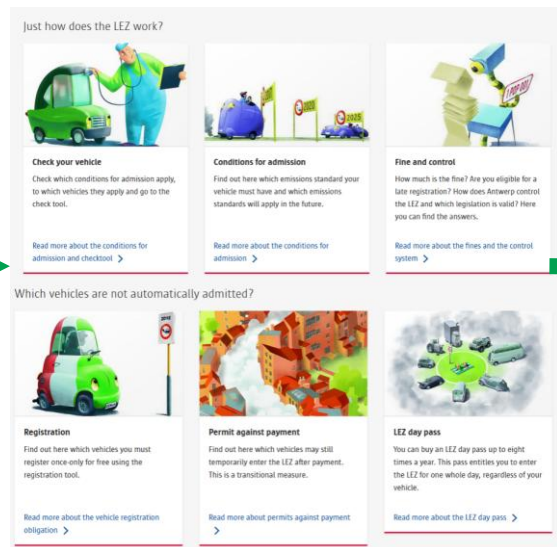 Just how does the LEZ work?
Check your vehicle
Check which conditions for admission apply,
to which vehicles they apply and go to the
check tool.
Read more about the conditions for
admission and checktool
Conditions for admission
Find out here which emissions standard your
vehicle must have and which emissions
standards will apply in the future.
Read more about the conditions for
admission
Fine and control
How much is the fine? Are you eligible for a
late registration? How does Antwerp control
the LEZ and which legislation is valid? Here
you can find the answers.
Read more about the fines and the control
system
2020
2025
Which vehicles are not automatically admitted?
Registration
Find out here which vehicles you must
register once-only for free using the
registration tool.
Read more about the vehicle registration
obligation
Permit against payment
Find out here which vehicles may still
temporarily enter the LEZ after payment.
This is a transitional measure.
Read more about permits against payment
LEZ day pass
You can buy an LEZ day pass up to eight
times a year. This pass entitles you to enter
the LEZ for one whole day, regardless of your
vehicle.
Read more about the LEZ day pass